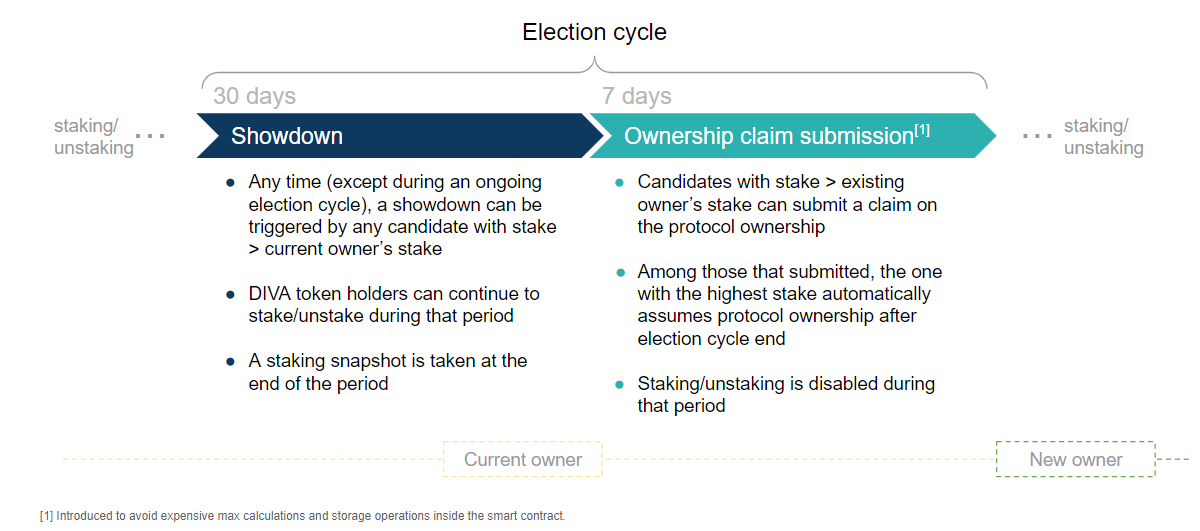 Election cycle
30 days
7 days
staking/
unstaking
...
Showdown
Ownership claim submission[1]
...
staking/
unstaking
● Any time (except during an ongoing
election cycle), a showdown can be
triggered by any candidate with stake
> current owner’s stake
● DIVA token holders can continue to
stake/unstake during that period
● A staking snapshot is taken at the
end of the period
● Candidates with stake > existing
owner’s stake can submit a claim on
the protocol ownership
● Among those that submitted, the one
with the highest stake automatically
assumes protocol ownership after
election cycle end
● Staking/unstaking is disabled during
that period
Current owner
New owner
[1] Introduced to avoid expensive max calculations and storage operations inside the smart contract.